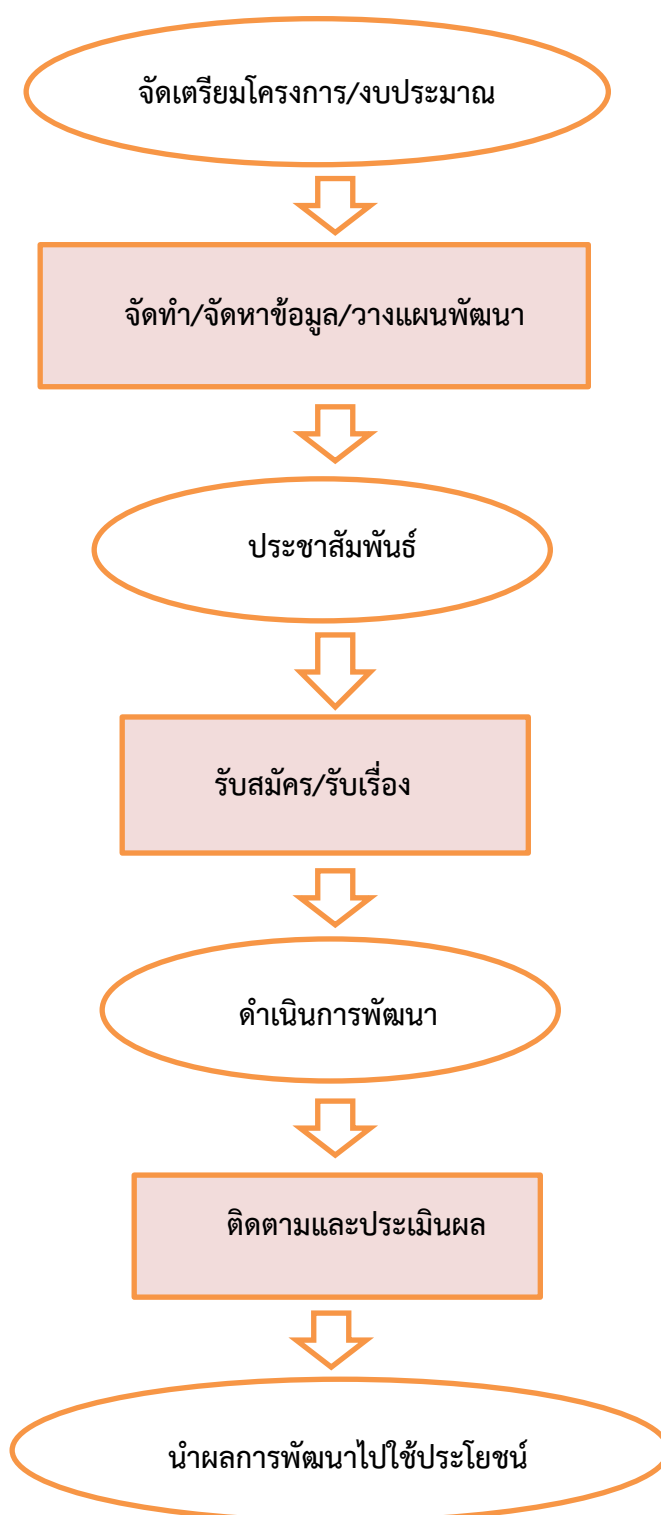 จัดเตรียมโครงการ/งบประมาณ
จัดทำ/จัดหาข้อมูล/วางแผนพัฒนา
ประชาสัมพันธ์
รับสมัคร/รับเรื่อง
ดำเนินการพัฒนา
ติดตามและประเมินผล
นำผลการพัฒนาไปใช้ประโยชน์